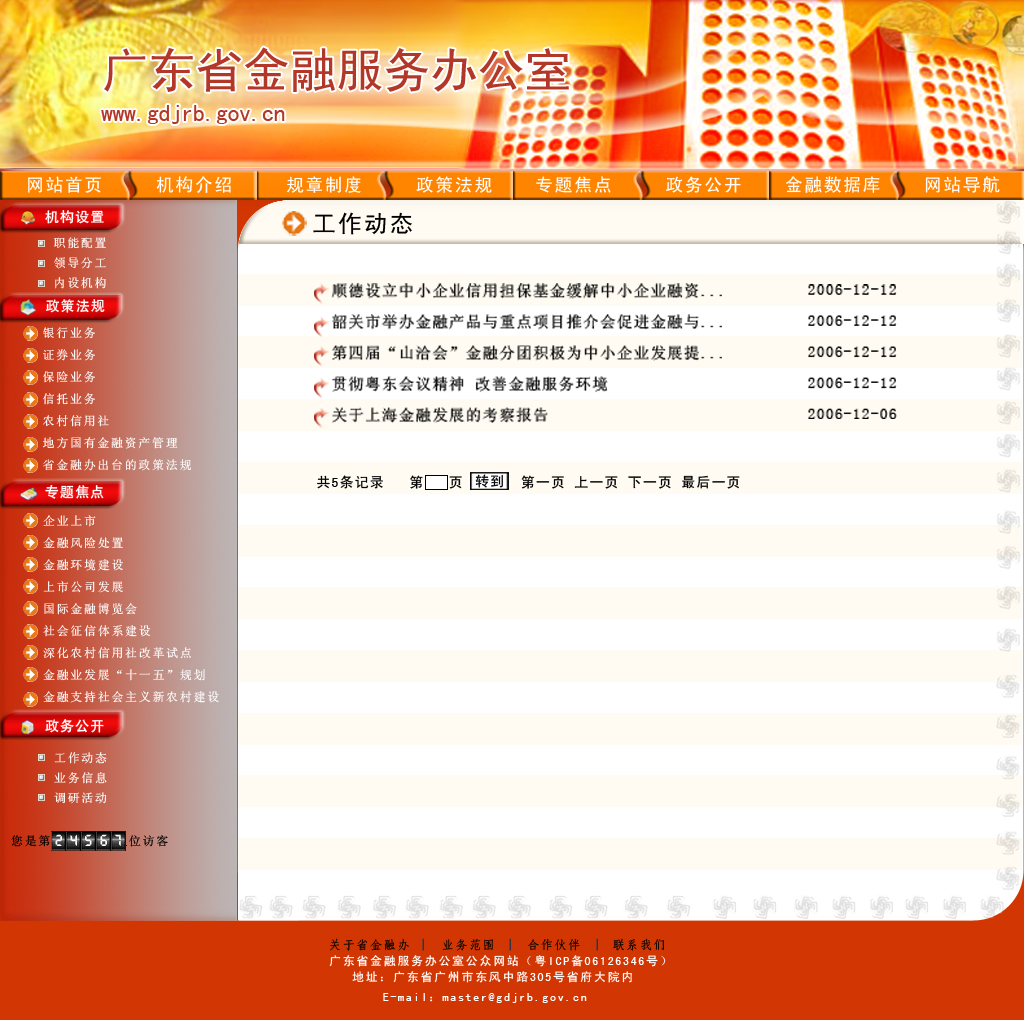 广东省金融服务办公室
www.gdjrb.gov.cn
网站首页 机构介绍 规章制度 政策法规 专题焦点 政务公开 金融数据库 网站导航
机构设置
职能配置
领导分工
内设机构
政策法规
银行业务
证券业务
保险业务
信托业务
农村信用社
地方国有金融资产管理
省金融办出台的政策法规
专题焦点
企业上市
金融风险处置
金融环境建设
上市公司发展
国际金融博览会
社会征信体系建设
深化农村信用社改革试点
金融业发展“十一五”规划
金融支持社会主义新农村建设
政务公开
工作动态
业务信息
调研活动
您是第24567位访客
工作动态
顺德设立中小企业信用担保基金缓解中小企业融资... 2006-12-12
韶关市举办金融产品与重点项目推介会促进金融与... 2006-12-12
第四届“山洽会”金融分团积极为中小企业发展提... 2006-12-12
贯彻粤东会议精神 改善金融服务环境 2006-12-12
关于上海金融发展的考察报告 2006-12-06
共5条记录 第 页 转到 第一页 上一页 下一页 最后一页
关于省金融办 | 业务范围 | 合作伙伴 | 联系我们
广东省金融服务办公室公众网站（粤ICP备06126346号）
地址：广东省广州市东风中路305号省府大院内
E-mail：master@gdjrb.gov.cn